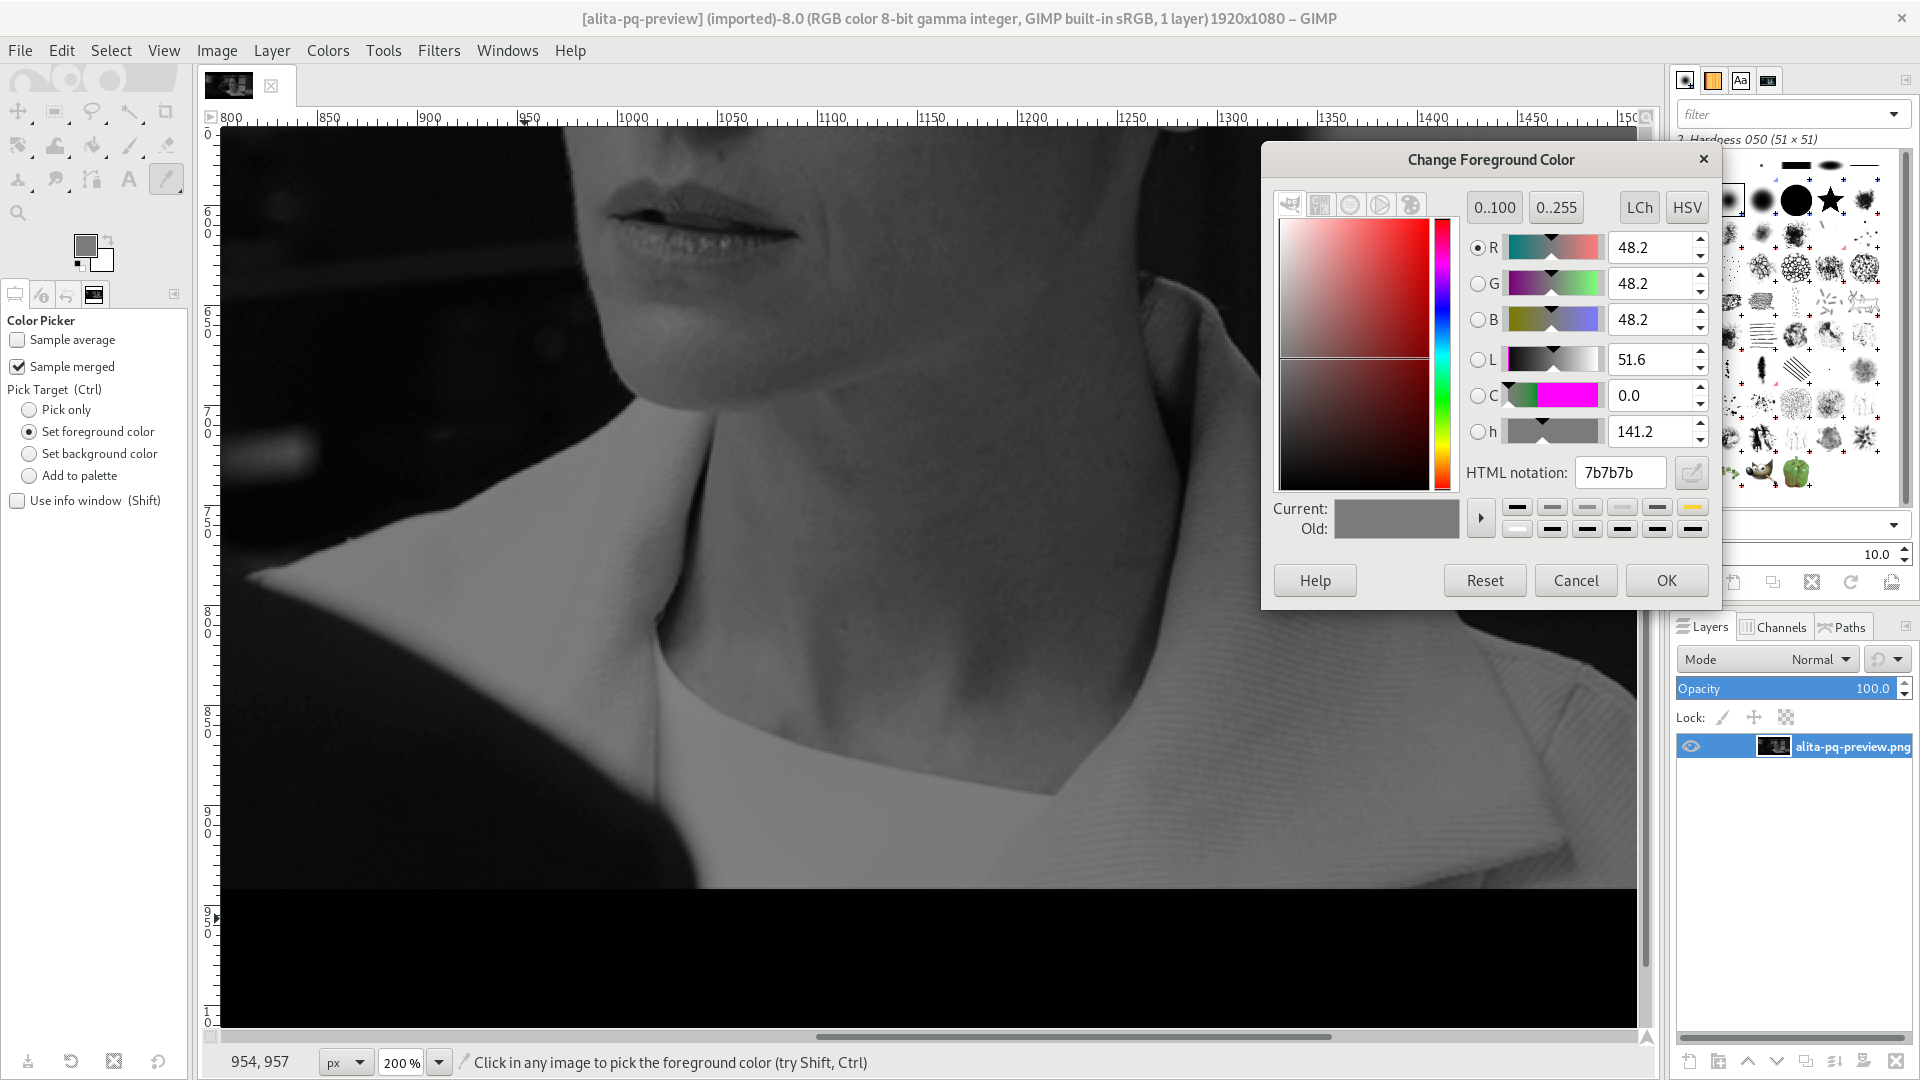 [alita-pq-preview] (imported)-8.0 (RGB color 8-bit gamma integer, GIMP built-in sRGB, 1 layer) 1920x1080 – GIMP
File Edit Select View Image Layer Colors Tools Filters Windows Help
800 850 900 950 1000 1050 1100 1150 1200 1250 1300 1350 1400 1450
Aa
filter
2. Hardness 050 (51 × 51)
Color Picker
Sample average
Sample merged
Pick Target (Ctrl)
Pick only
Set foreground color
Set background color
Add to palette
Use info window (Shift)
600
650
700
750
800
850
900
950
Change Foreground Color
0..100 0..255 LCh HSV
R 48.2
G 48.2
B 48.2
L 51.6
C 0.0
h 141.2
HTML notation: 7b7b7b
Current:
Old:
Help Reset Cancel OK
10.0
Layers Channels Paths
Mode Normal
Opacity 100.0
Lock:
alita-pq-preview.png
954, 957 px 200 % Click in any image to pick the foreground color (try Shift, Ctrl)